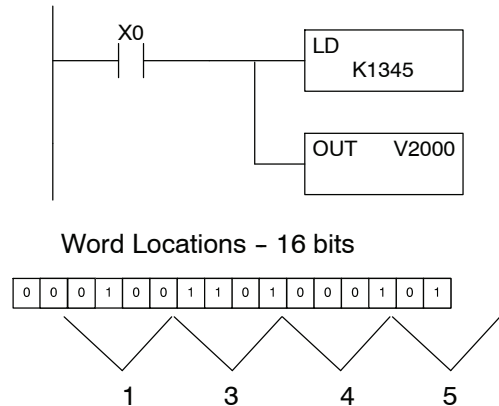 X0
LD
K1345
OUT V2000
Word Locations – 16 bits
0 0 0 1 0 0 1 1 0 1 0 0 0 1 0 1
1 3 4 5